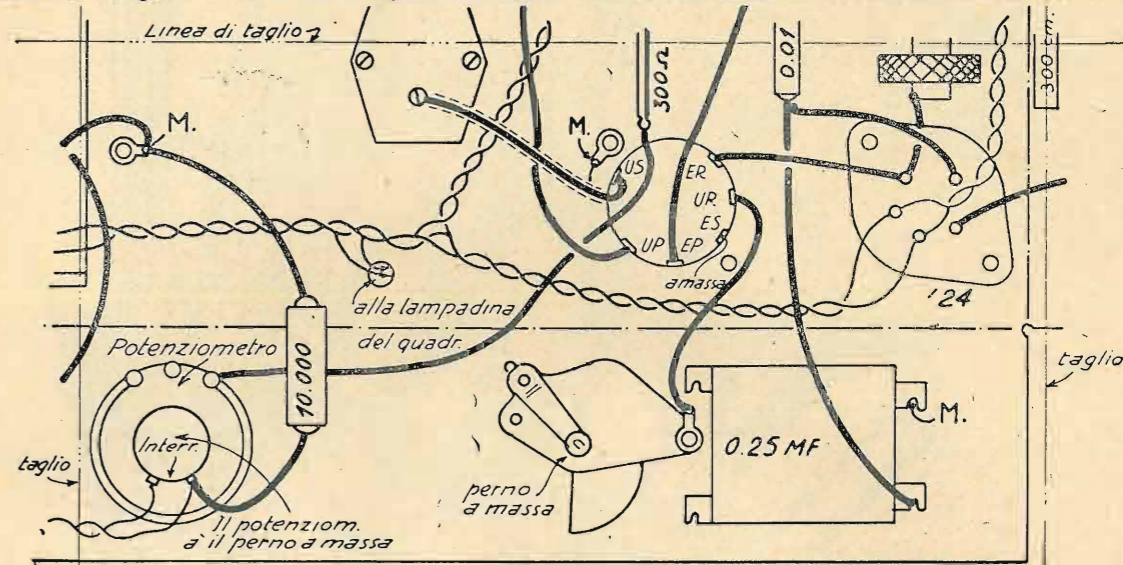 Linea di taglio
300 Ω
0.01
300 cm.
M.
M.
US
ER
UR
ES
UP
EP
a massa
'24
alla lampadina
del quadr.
Potenziometro
10.000
taglio
Interr.
0.25 MF
M.
taglio
perno
a massa
Il potenziom.
à il perno a massa